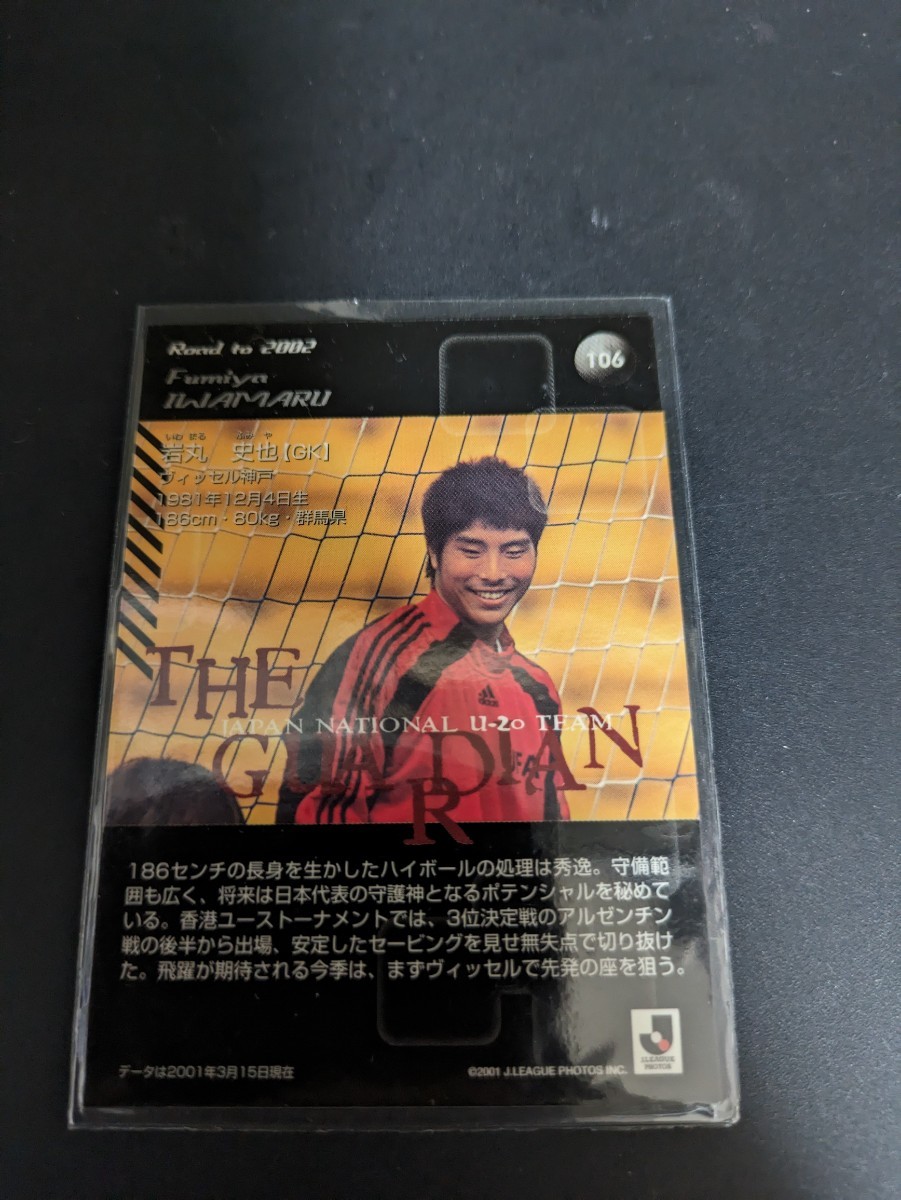 Road to 2002
106
Fumiya
IWAMARU
いわ まる ふみ や
岩丸 史也【GK】
ヴィッセル神戸
1981年12月4日生
186cm・80kg・群馬県
adidas
THE
JAPAN NATIONAL U-20 TEAM
GUARDIAN
186センチの長身を生かしたハイボールの処理は秀逸。守備範
囲も広く、将来は日本代表の守護神となるポテンシャルを秘めて
いる。香港ユーストーナメントでは、3位決定戦のアルゼンチン
戦の後半から出場、安定したセービングを見せ無失点で切り抜け
た。飛躍が期待される今季は、まずヴィッセルで先発の座を狙う。
J.LEAGUE
PHOTOS
データは2001年3月15日現在
©2001 J.LEAGUE PHOTOS INC.